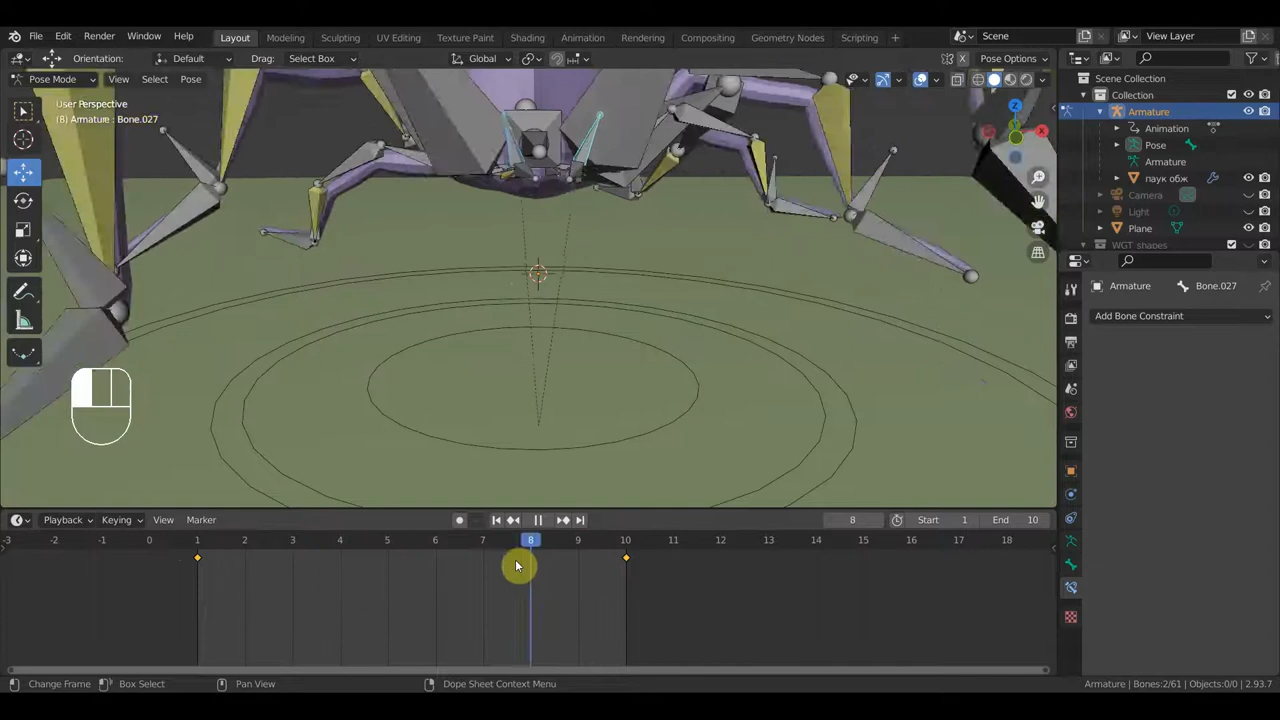 File Edit Render Window Help Layout Modeling Sculpting UV Editing Texture Paint Shading Animation Rendering Compositing Geometry Nodes Scripting + Scene View Layer
Orientation: Default Drag: Select Box Global Pose Options
Pose Mode View Select Pose
User Perspective
(8) Armature : Bone.027
Scene Collection
Collection
Armature
Animation
Pose
Armature
паук обж
Camera
Light
Plane
WGT shapes
Armature Bone.027
Add Bone Constraint
X
Y
Z
Playback Keying View Marker 8 Start 1 End 10
-3 -2 -1 0 1 2 3 4 5 6 7 8 9 10 11 12 13 14 15 16 17 18
Change Frame Box Select Pan View Dope Sheet Context Menu Armature | Bones:2/61 | Objects:0/0 | 2.93.7